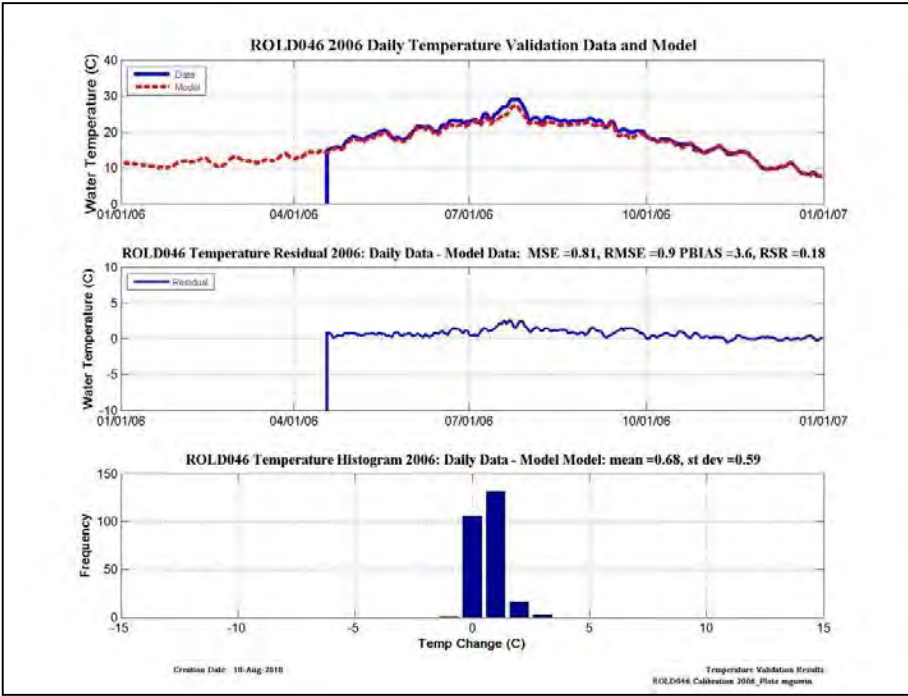 ROLD046 2006 Daily Temperature Validation Data and Model
Water Temperature (C)
40
30
20
10
0
Data
Model
01/01/06 04/01/06 07/01/06 10/01/06 01/01/07
ROLD046 Temperature Residual 2006: Daily Data - Model Data: MSE =0.81, RMSE =0.9 PBIAS =3.6, RSR =0.18
Water Temperature (C)
10
5
0
-5
-10
Residual
01/01/06 04/01/06 07/01/06 10/01/06 01/01/07
ROLD046 Temperature Histogram 2006: Daily Data - Model Model: mean =0.68, st dev =0.59
Frequency
150
100
50
0
-15 -10 -5 0 5 10 15
Temp Change (C)
Creation Date: 10-Aug-2010
Temperature Validation Results
ROLD046 Calibration 2006_Plots